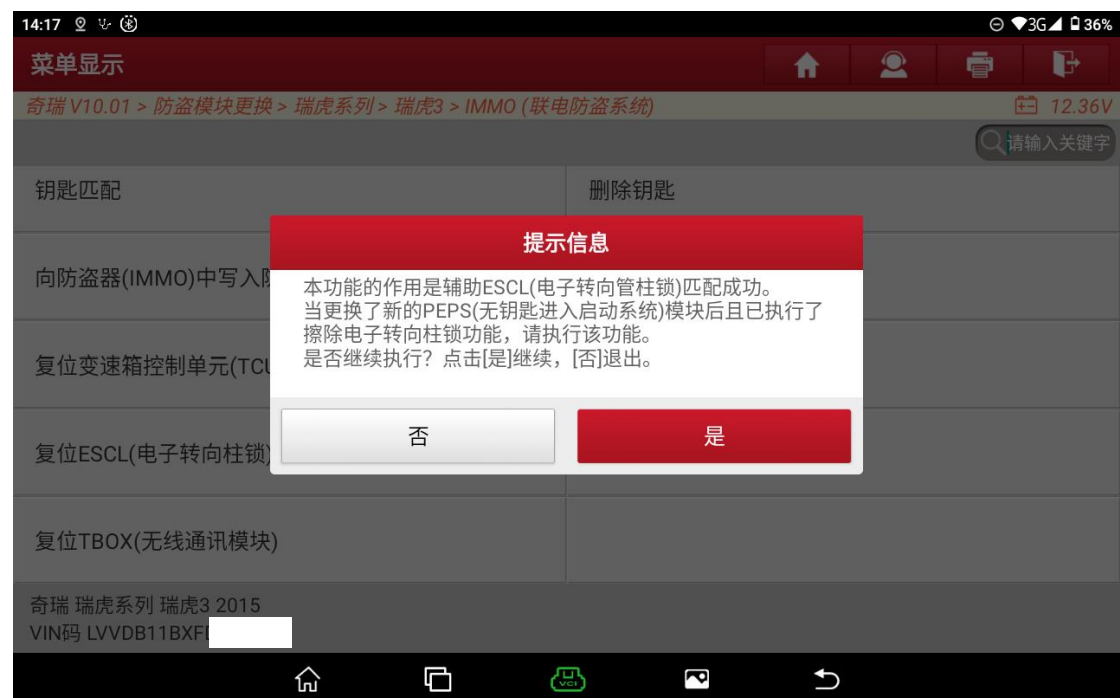 14:17
3G 36%
菜单显示
奇瑞 V10.01 > 防盗模块更换 > 瑞虎系列 > 瑞虎3 > IMMO (联电防盗系统)
12.36V
请输入关键字
钥匙匹配
删除钥匙
提示信息
向防盗器(IMMO)中写入
本功能的作用是辅助ESCL(电子转向管柱锁)匹配成功。
当更换了新的PEPS(无钥匙进入启动系统)模块后且已执行了
擦除电子转向柱锁功能，请执行该功能。
是否继续执行？点击[是]继续，[否]退出。
复位变速箱控制单元(TCU
否
是
复位ESCL(电子转向柱锁)
复位TBOX(无线通讯模块)
奇瑞 瑞虎系列 瑞虎3 2015
VIN码 LVVDB11BXF
VCI